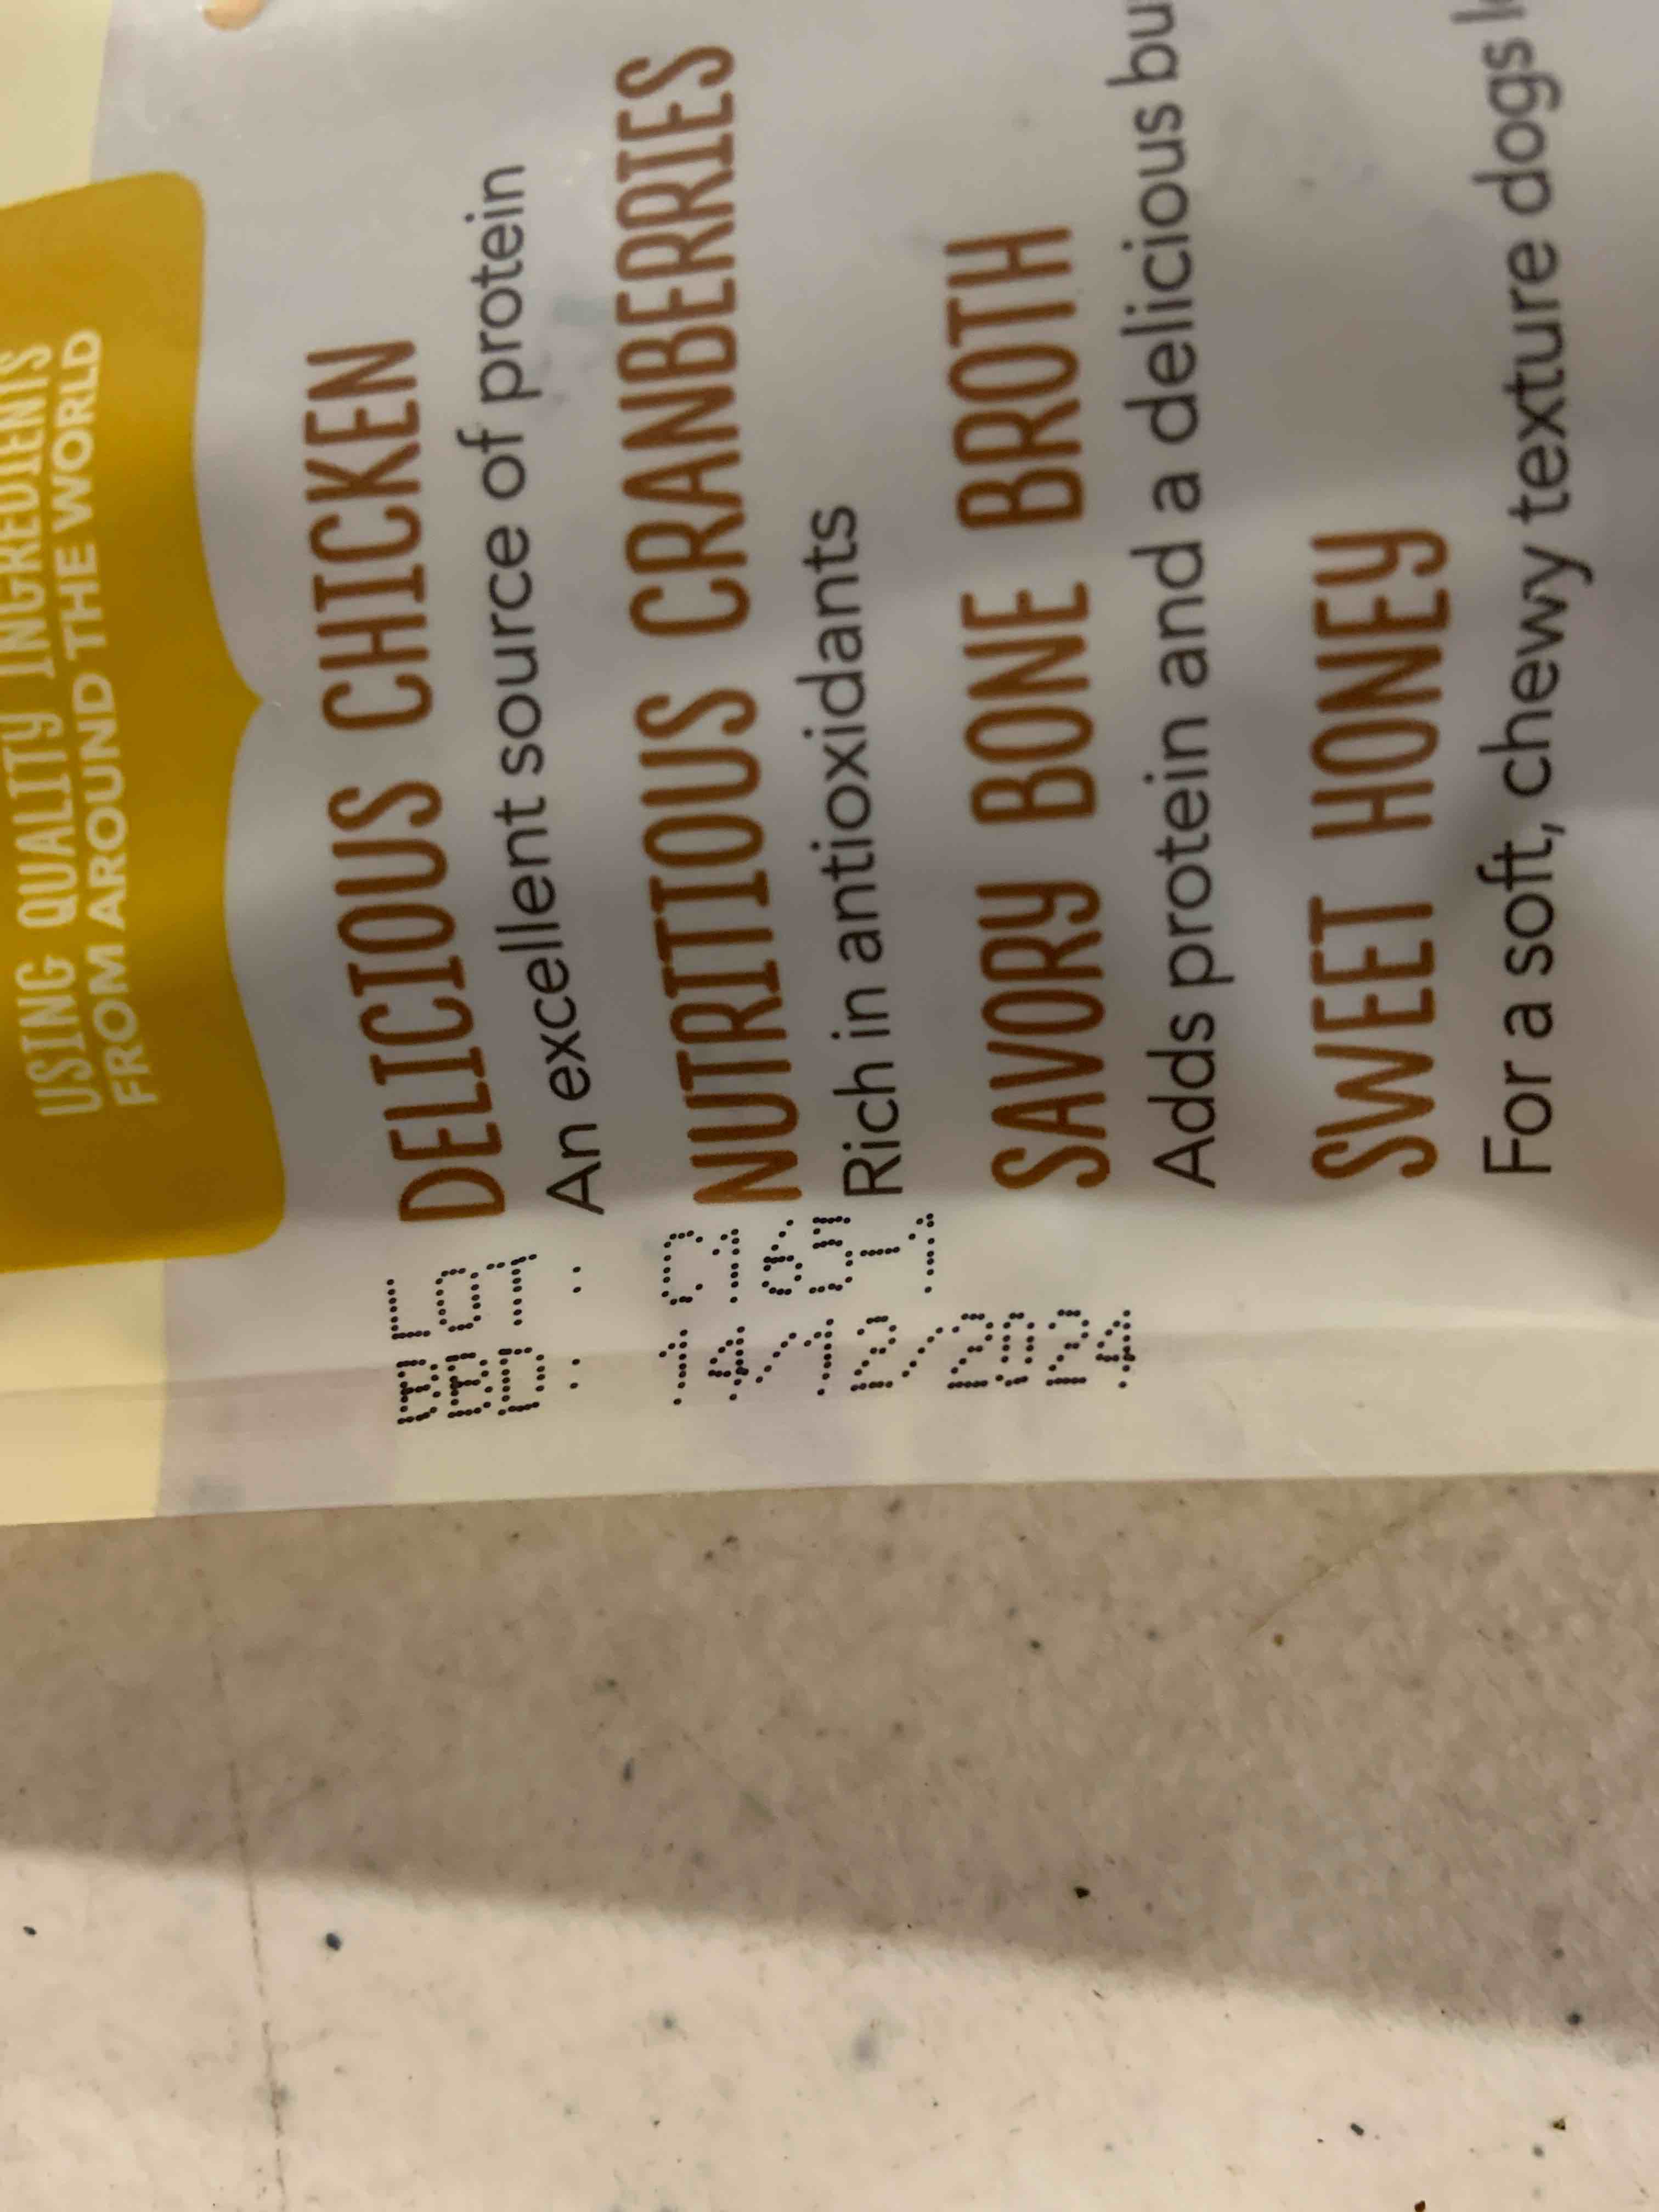 USING QUALITY INGREDIENTS
FROM AROUND THE WORLD
DELICIOUS CHICKEN
An excellent source of protein
NUTRITIOUS CRANBERRIES
Rich in antioxidants
SAVORY BONE BROTH
Adds protein and a delicious bu
SWEET HONEY
For a soft, chewy texture dogs l
LOT : C165-1
BBD: 14/12/2024